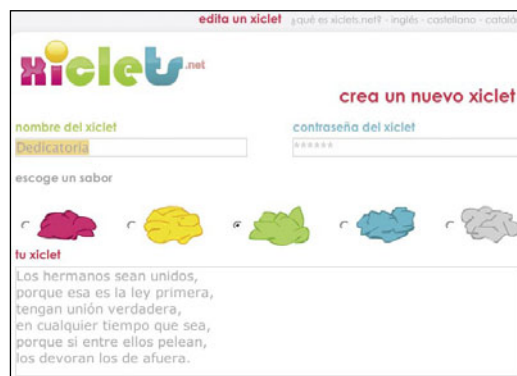 edita un xiclet ¿qué es xiclets.net? - inglés - castellano - catalá
xiclets.net
crea un nuevo xiclet
nombre del xiclet contraseña del xiclet
Dedicatoria ******
escoge un sabor
tu xiclet
Los hermanos sean unidos,
porque esa es la ley primera,
tengan unión verdadera,
en cualquier tiempo que sea,
porque si entre ellos pelean,
los devoran los de afuera.